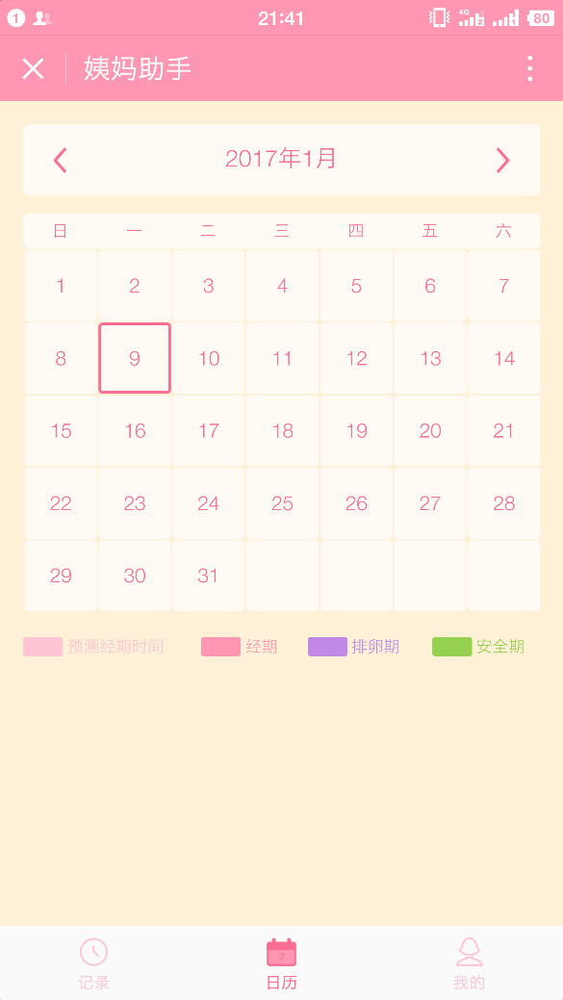 1 21:41 4G 2 80
姨妈助手
2017年1月
日 一 二 三 四 五 六
1 2 3 4 5 6 7
8 9 10 11 12 13 14
15 16 17 18 19 20 21
22 23 24 25 26 27 28
29 30 31
预测经期时间 经期 排卵期 安全期
7
记录 日历 我的